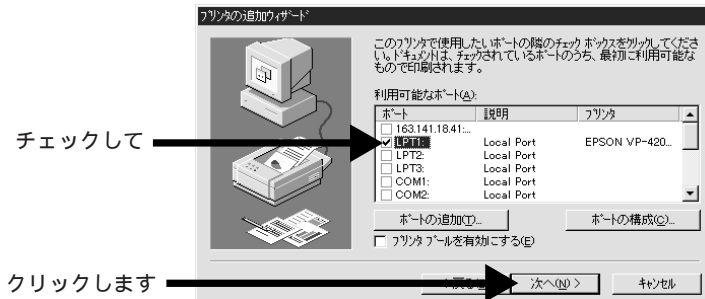 プリンタの追加ウィザード
このプリンタで使用したいポートの隣のチェック ボックスをクリックしてくださ
い。ドキュメントは、チェックされているポートのうち、最初に利用可能な
もので印刷されます。
利用可能なポート(A):
ポート 説明 プリンタ
163.141.18.41:...
チェックして
LPT1: Local Port EPSON VP-420...
LPT2: Local Port
LPT3: Local Port
COM1: Local Port
COM2: Local Port
ポートの追加(T)... ポートの構成(C)...
プリンタ プールを有効にする(E)
クリックします
次へ(N) > キャンセル